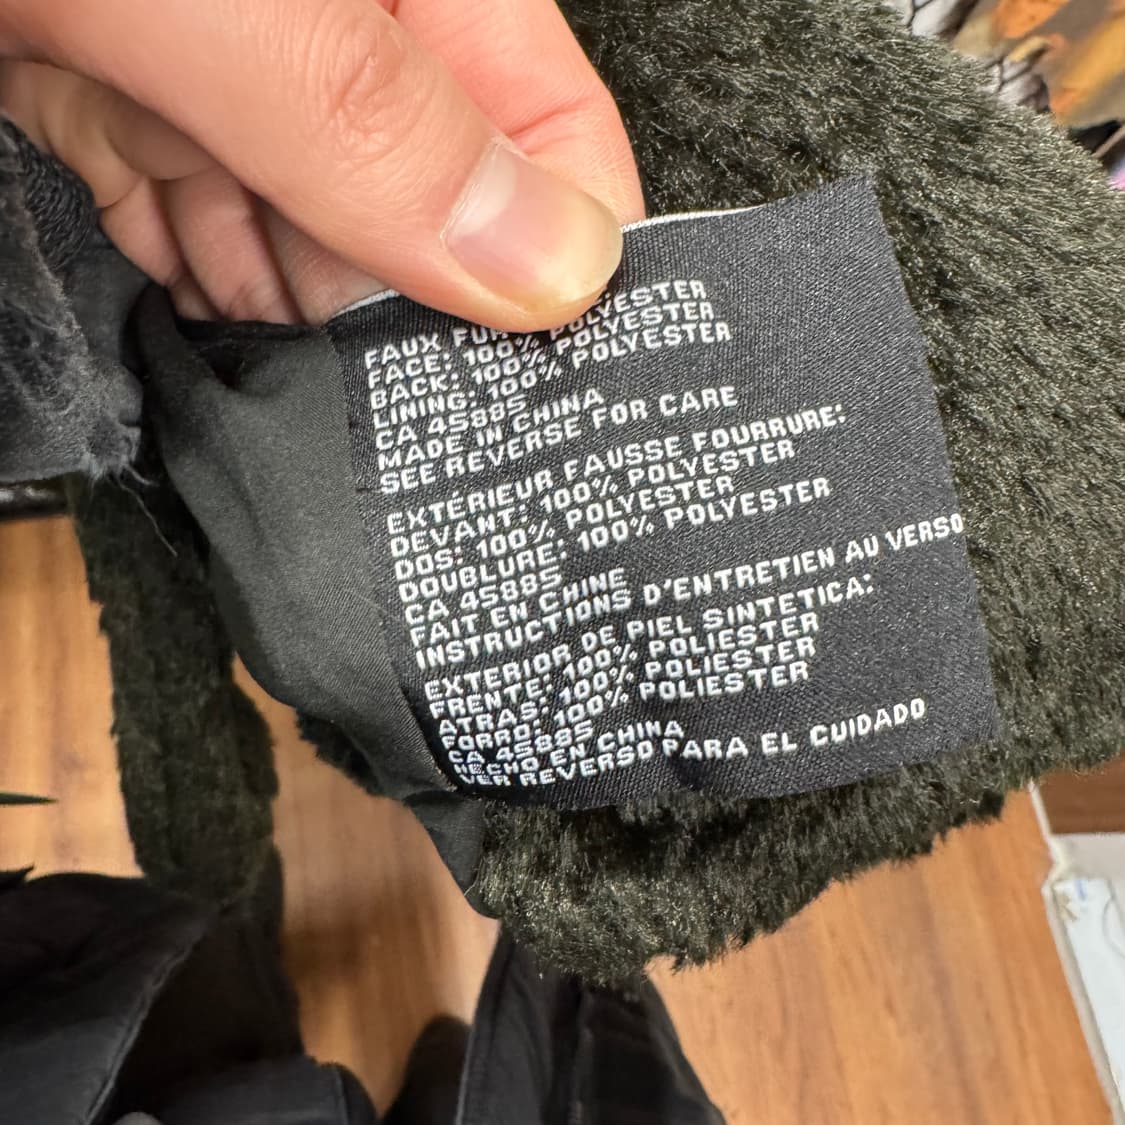 FAUX FUR
FACE: 100% POLYESTER
BACK: 100% POLYESTER
LINING: 100% POLYESTER
CA 45885
MADE IN CHINA
SEE REVERSE FOR CARE
EXTÉRIEUR FAUSSE FOURRURE:
DEVANT: 100% POLYESTER
DOS: 100% POLYESTER
DOUBLURE: 100% POLYESTER
CA 45885
FAIT EN CHINE
INSTRUCTIONS D'ENTRETIEN AU VERSO
EXTERIOR DE PIEL SINTETICA:
FRENTE: 100% POLIESTER
ATRAS: 100% POLIESTER
FORRO: 100% POLIESTER
CA 45885
HECHO EN CHINA
VER REVERSO PARA EL CUIDADO